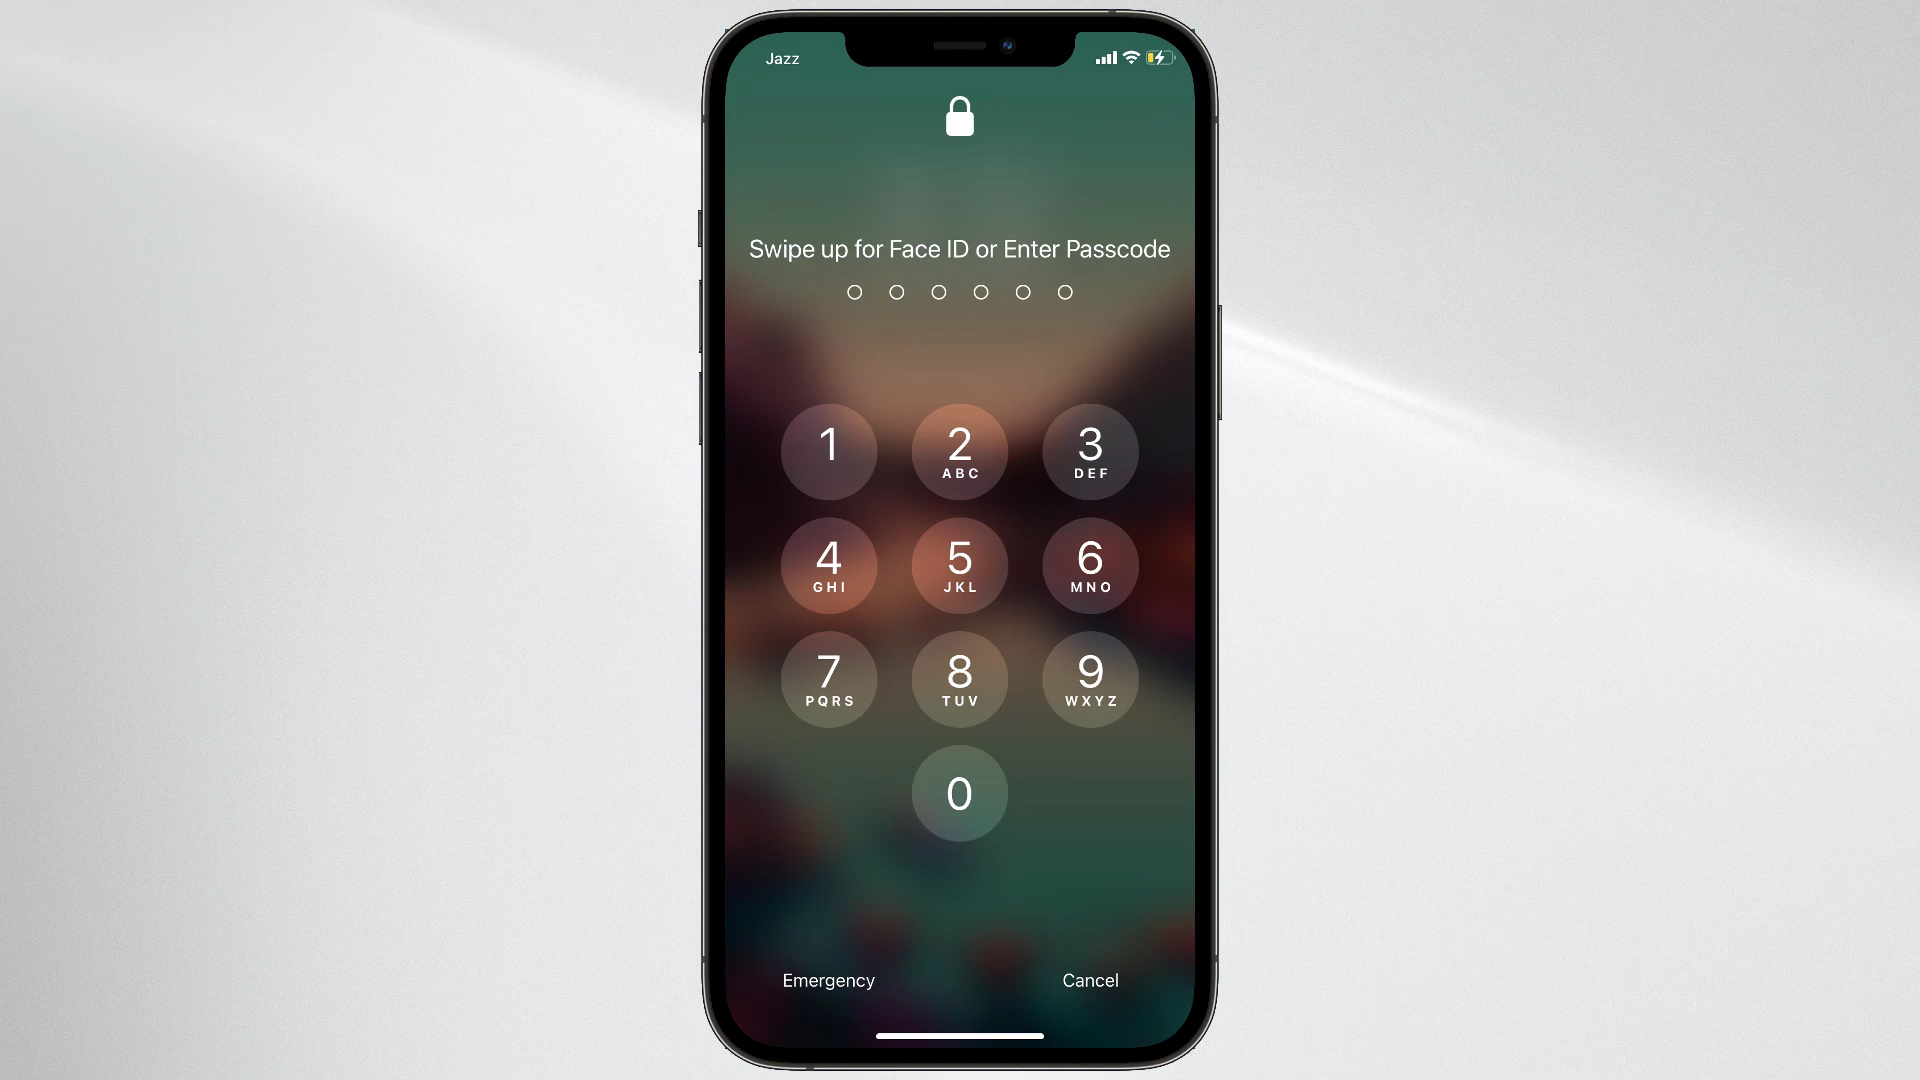 Jazz
Swipe up for Face ID or Enter Passcode
1 2 3
ABC DEF
4 5 6
GHI JKL MNO
7 8 9
PQRS TUV WXYZ
0
Emergency Cancel